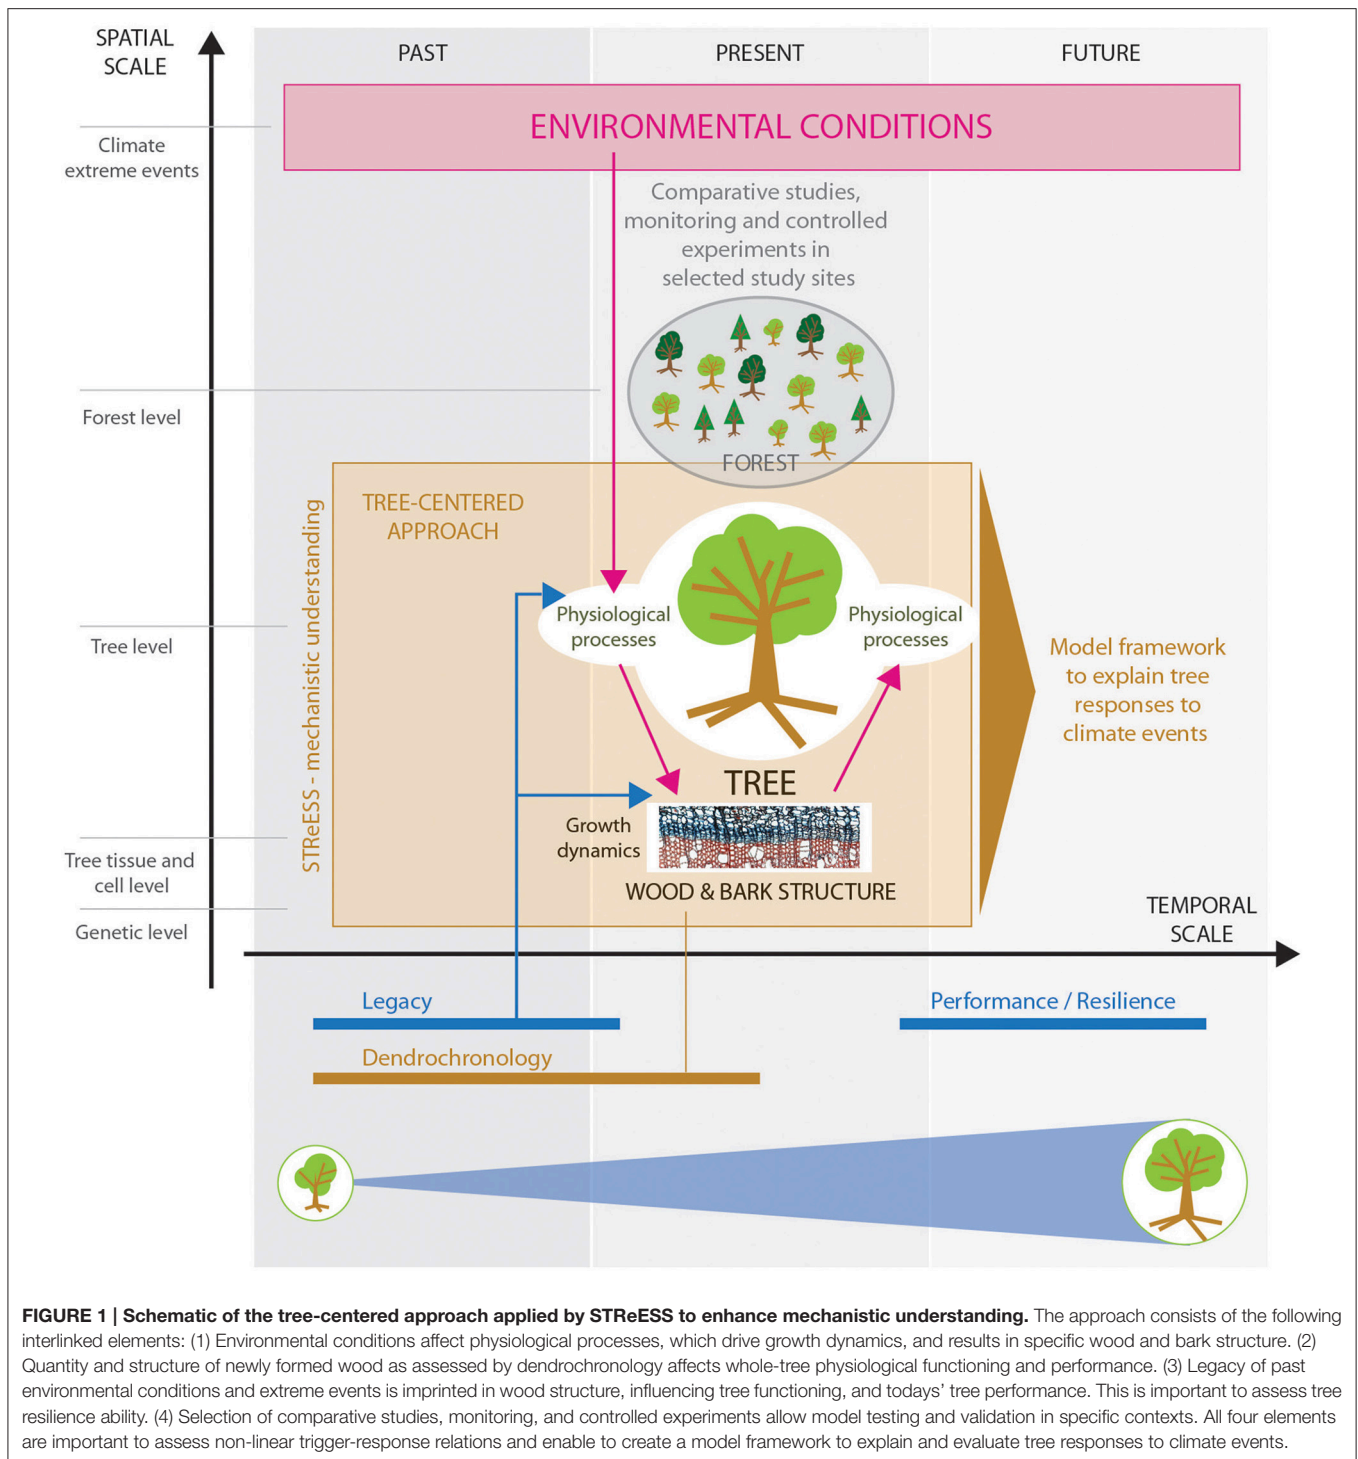 SPATIAL
SCALE
PAST
PRESENT
FUTURE
ENVIRONMENTAL CONDITIONS
Climate
extreme events
Comparative studies,
monitoring and controlled
experiments in
selected study sites
Forest level
FOREST
TREE-CENTERED
APPROACH
STReESS - mechanistic understanding
Physiological
processes
Physiological
processes
Tree level
Model framework
to explain tree
responses to
climate events
TREE
Growth
dynamics
Tree tissue and
cell level
WOOD & BARK STRUCTURE
Genetic level
TEMPORAL
SCALE
Legacy
Performance / Resilience
Dendrochronology
FIGURE 1 | Schematic of the tree-centered approach applied by STReESS to enhance mechanistic understanding. The approach consists of the following
interlinked elements: (1) Environmental conditions affect physiological processes, which drive growth dynamics, and results in specific wood and bark structure. (2)
Quantity and structure of newly formed wood as assessed by dendrochronology affects whole-tree physiological functioning and performance. (3) Legacy of past
environmental conditions and extreme events is imprinted in wood structure, influencing tree functioning, and todays' tree performance. This is important to assess tree
resilience ability. (4) Selection of comparative studies, monitoring, and controlled experiments allow model testing and validation in specific contexts. All four elements
are important to assess non-linear trigger-response relations and enable to create a model framework to explain and evaluate tree responses to climate events.